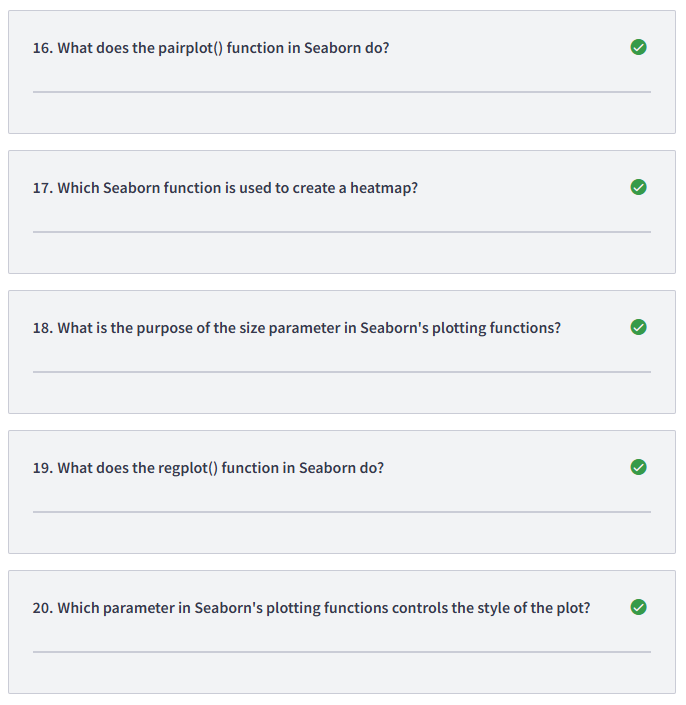 16. What does the pairplot() function in Seaborn do?
17. Which Seaborn function is used to create a heatmap?
18. What is the purpose of the size parameter in Seaborn's plotting functions?
19. What does the regplot() function in Seaborn do?
20. Which parameter in Seaborn's plotting functions controls the style of the plot?